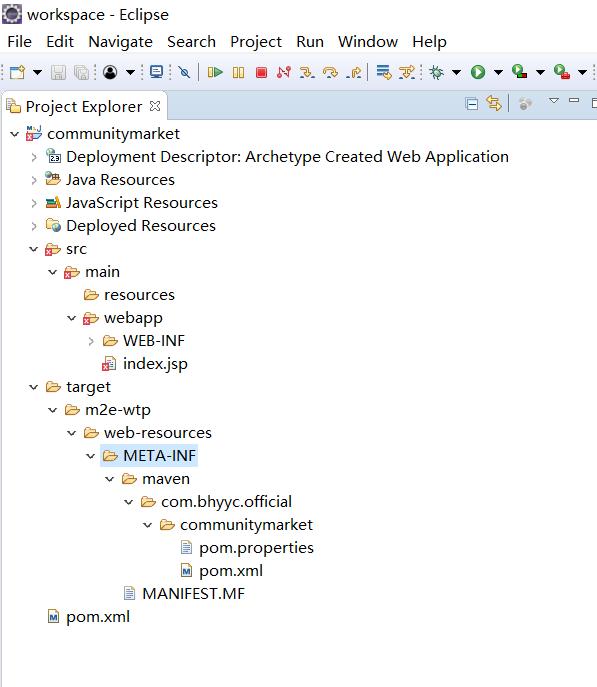 workspace - Eclipse
File Edit Navigate Search Project Run Window Help
Project Explorer
communitymarket
Deployment Descriptor: Archetype Created Web Application
Java Resources
JavaScript Resources
Deployed Resources
src
main
resources
webapp
WEB-INF
index.jsp
target
m2e-wtp
web-resources
META-INF
maven
com.bhyyc.official
communitymarket
pom.properties
pom.xml
MANIFEST.MF
pom.xml